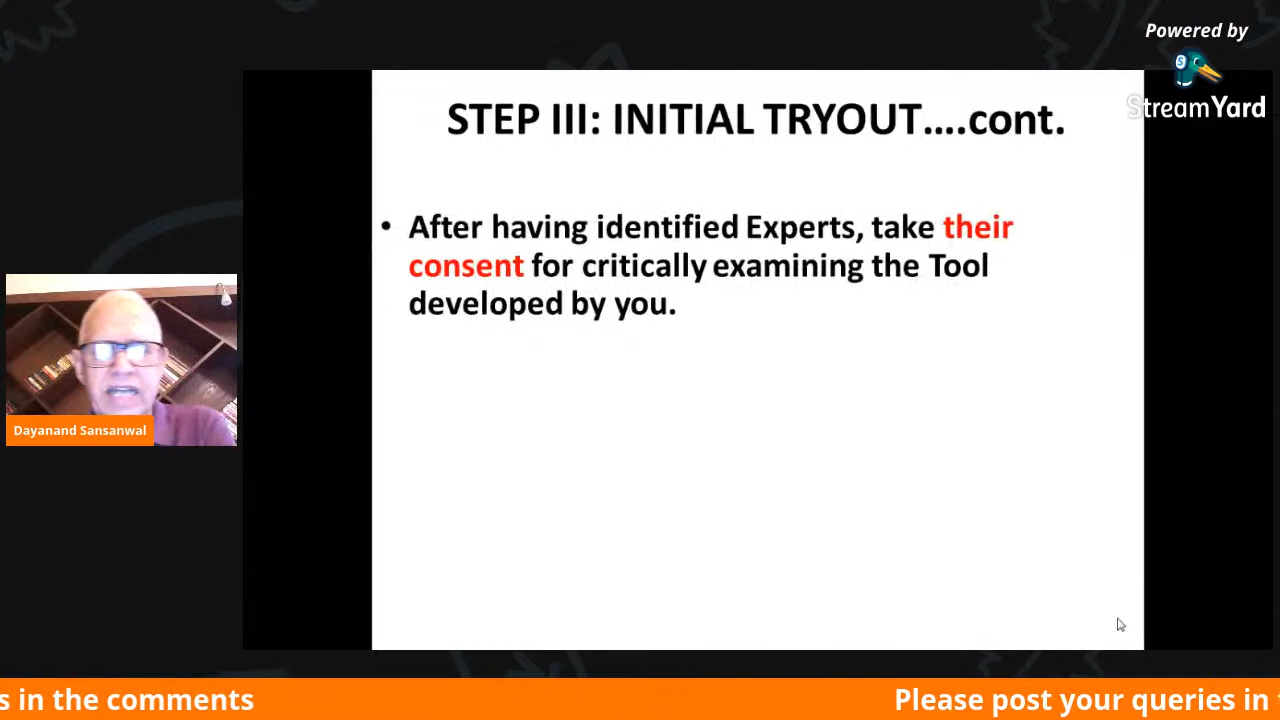 Powered by
StreamYard
STEP III: INITIAL TRYOUT....cont.
• After having identified Experts, take their
consent for critically examining the Tool
developed by you.
Dayanand Sansanwal
s in the comments
Please post your queries in